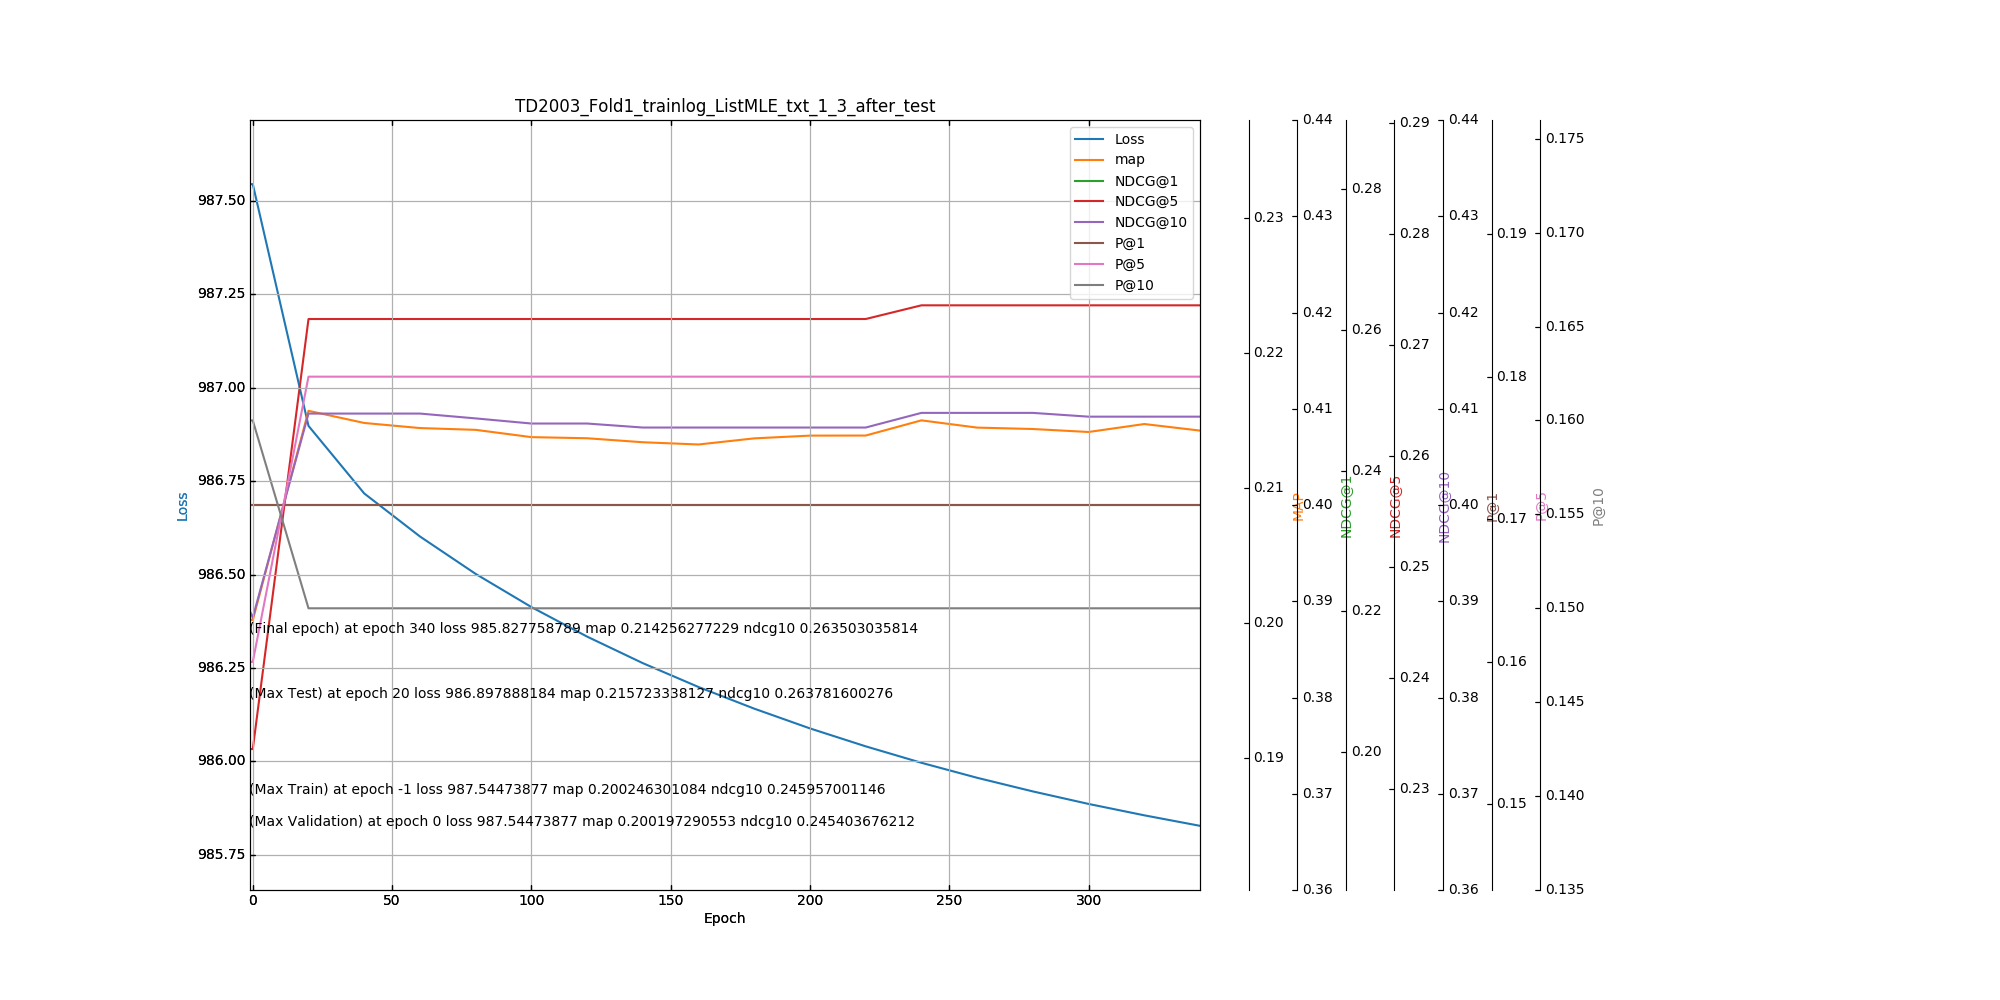 TD2003_Fold1_trainlog_ListMLE_txt_1_3_after_test
Loss
map
NDCG@1
NDCG@5
NDCG@10
P@1
P@5
P@10
987.50
987.25
987.00
986.75
986.50
986.25
986.00
985.75
Loss
(Final epoch) at epoch 340 loss 985.827758789 map 0.214256277229 ndcg10 0.263503035814
(Max Test) at epoch 20 loss 986.897888184 map 0.215723338127 ndcg10 0.263781600276
(Max Train) at epoch -1 loss 987.54473877 map 0.200246301084 ndcg10 0.245957001146
(Max Validation) at epoch 0 loss 987.54473877 map 0.200197290553 ndcg10 0.245403676212
0 50 100 150 200 250 300
Epoch
0.23
0.22
0.21
0.20
0.19
MAP
0.44
0.43
0.42
0.41
0.40
0.39
0.38
0.37
0.36
NDCG@1
0.28
0.26
0.24
0.22
0.20
NDCG@5
0.29
0.28
0.27
0.26
0.25
0.24
0.23
NDCG@10
0.44
0.43
0.42
0.41
0.40
0.39
0.38
0.37
0.36
P@1
0.19
0.18
0.17
0.16
0.15
P@5
0.175
0.170
0.165
0.160
0.155
0.150
0.145
0.140
0.135
P@10